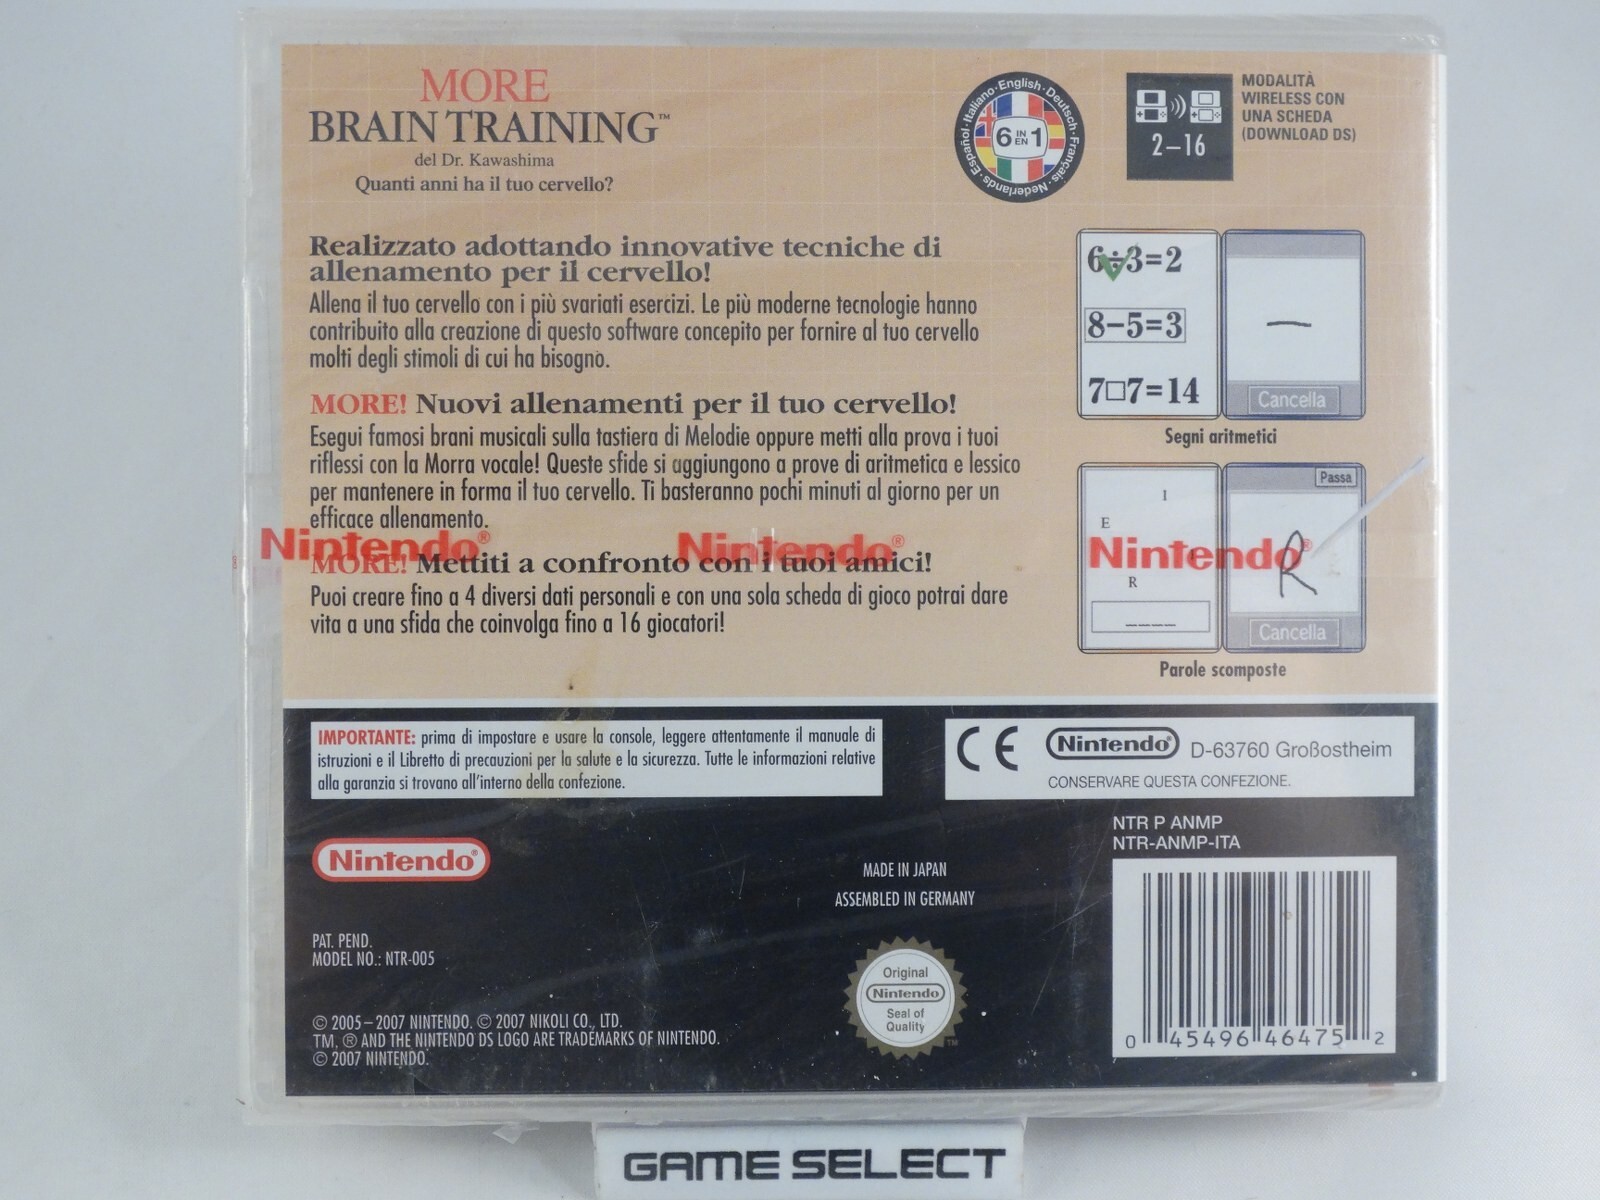 MORE
BRAIN TRAINING™
del Dr. Kawashima
Quanti anni ha il tuo cervello?
Italiano · English · Deutsch · Français · Nederlands · Español
6 IN EN 1
2–16
MODALITÀ
WIRELESS CON
UNA SCHEDA
(DOWNLOAD DS)
Realizzato adottando innovative tecniche di
allenamento per il cervello!
Allena il tuo cervello con i più svariati esercizi. Le più moderne tecnologie hanno
contribuito alla creazione di questo software concepito per fornire al tuo cervello
molti degli stimoli di cui ha bisogno.
MORE! Nuovi allenamenti per il tuo cervello!
Esegui famosi brani musicali sulla tastiera di Melodie oppure metti alla prova i tuoi
riflessi con la Morra vocale! Queste sfide si aggiungono a prove di aritmetica e lessico
per mantenere in forma il tuo cervello. Ti basteranno pochi minuti al giorno per un
efficace allenamento.
Nintendo® Nintendo® Nintendo®
MORE! Mettiti a confronto con i tuoi amici!
Puoi creare fino a 4 diversi dati personali e con una sola scheda di gioco potrai dare
vita a una sfida che coinvolga fino a 16 giocatori!
6÷3=2
8−5=3
7□7=14
−
Cancella
Segni aritmetici
I
E
R
Passa
R
Cancella
Parole scomposte
IMPORTANTE: prima di impostare e usare la console, leggere attentamente il manuale di
istruzioni e il Libretto di precauzioni per la salute e la sicurezza. Tutte le informazioni relative
alla garanzia si trovano all'interno della confezione.
CE Nintendo® D-63760 Großostheim
CONSERVARE QUESTA CONFEZIONE.
NTR P ANMP
NTR-ANMP-ITA
Nintendo®
MADE IN JAPAN
ASSEMBLED IN GERMANY
PAT. PEND.
MODEL NO.: NTR-005
Original
Nintendo
Seal of
Quality
TM
© 2005–2007 NINTENDO. © 2007 NIKOLI CO., LTD.
TM, ® AND THE NINTENDO DS LOGO ARE TRADEMARKS OF NINTENDO.
© 2007 NINTENDO.
0 45496 46475 2
GAME SELECT